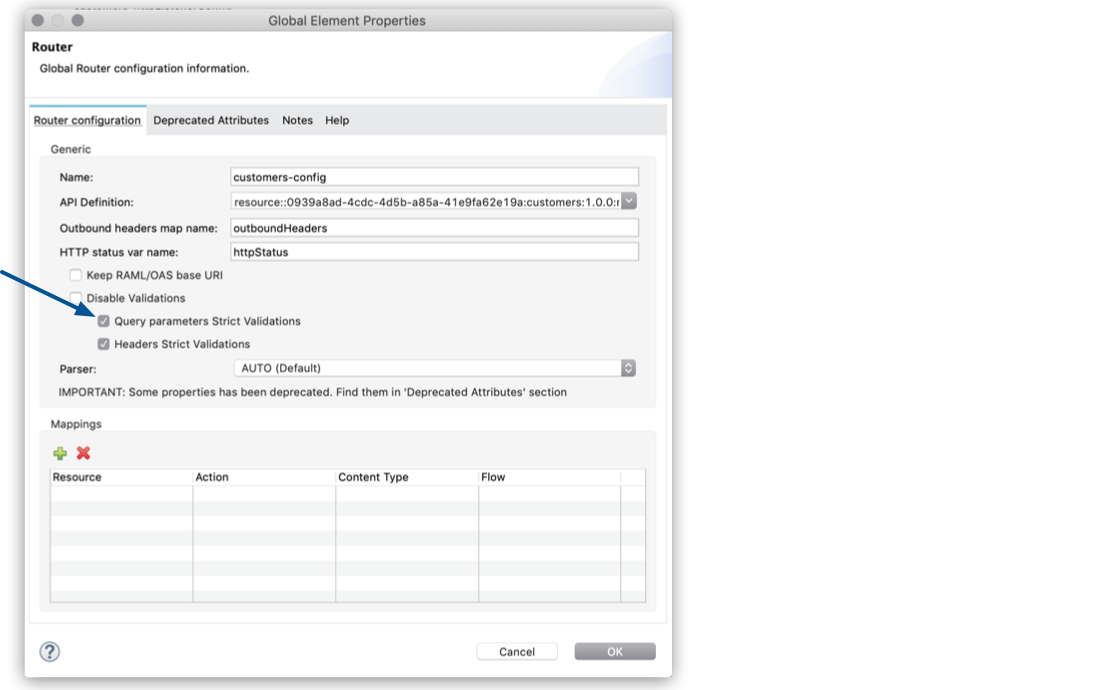 Global Element Properties
Router
Global Router configuration information.
Router configuration Deprecated Attributes Notes Help
Generic
Name: customers-config
API Definition: resource::0939a8ad-4cdc-4d5b-a85a-41e9fa62e19a:customers:1.0.0:r
Outbound headers map name: outboundHeaders
HTTP status var name: httpStatus
Keep RAML/OAS base URI
Disable Validations
Query parameters Strict Validations
Headers Strict Validations
Parser: AUTO (Default)
IMPORTANT: Some properties has been deprecated. Find them in 'Deprecated Attributes' section
Mappings
Resource Action Content Type Flow
? Cancel OK